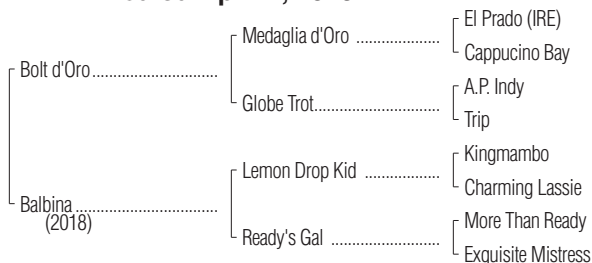 El Prado (IRE)
Medaglia d'Oro
Cappucino Bay
Bolt d'Oro
A.P. Indy
Globe Trot
Trip
Kingmambo
Lemon Drop Kid
Charming Lassie
Balbina
(2018)
More Than Ready
Ready's Gal
Exquisite Mistress